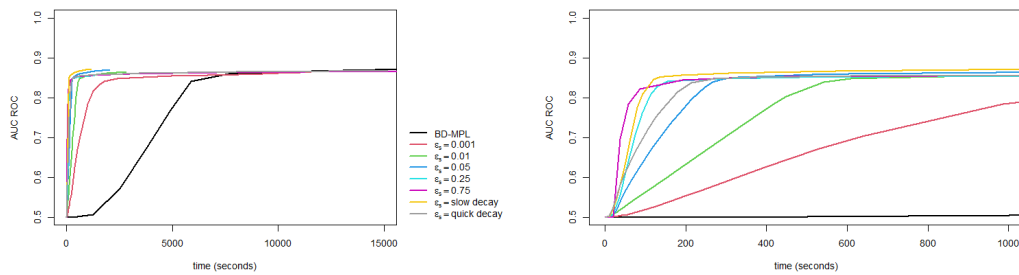 AUC ROC
1.0
0.9
0.8
0.7
0.6
0.5
0
5000
10000
15000
time (seconds)
BD-MPL
εs = 0.001
εs = 0.01
εs = 0.05
εs = 0.25
εs = 0.75
εs = slow decay
εs = quick decay
AUC ROC
1.0
0.9
0.8
0.7
0.6
0.5
0
200
400
600
800
1000
time (seconds)